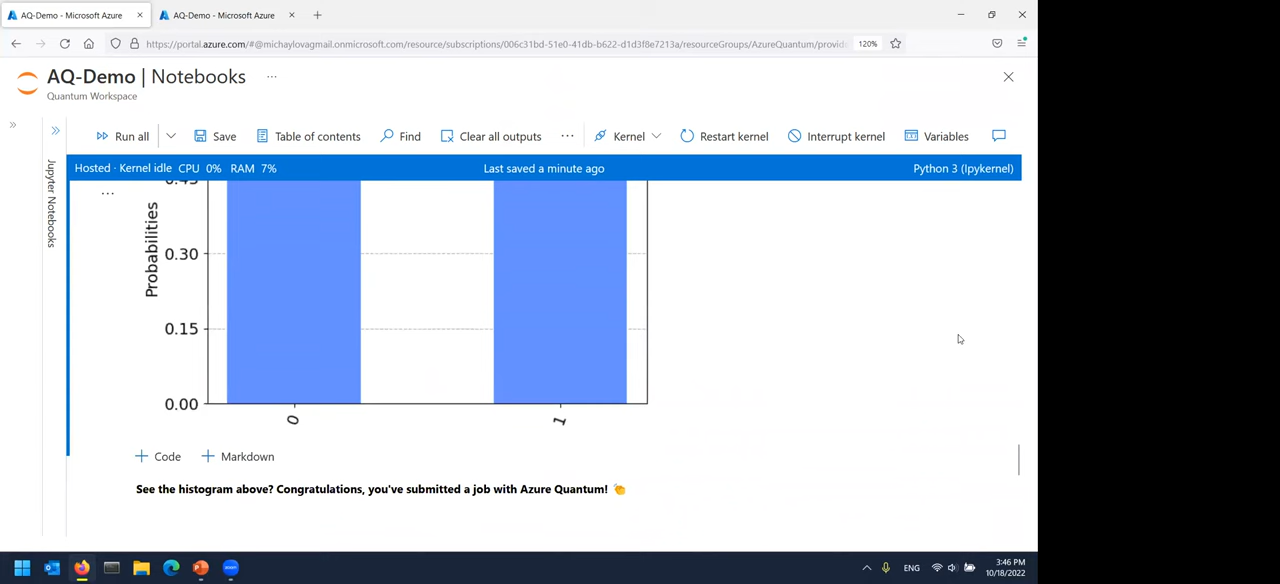 AQ-Demo - Microsoft Azure
AQ-Demo - Microsoft Azure
https://portal.azure.com/#@michaylovagmail.onmicrosoft.com/resource/subscriptions/006c31bd-51e0-41db-b622-d1d3f8e7213a/resourceGroups/AzureQuantum/provid
120%
AQ-Demo | Notebooks ...
Quantum Workspace
Run all Save Table of contents Find Clear all outputs ... Kernel Restart kernel Interrupt kernel Variables
Jupyter Notebooks
Hosted · Kernel idle CPU 0% RAM 7% Last saved a minute ago Python 3 (Ipykernel)
...
0.45
Probabilities
0.30
0.15
0.00
0 1
+ Code + Markdown
See the histogram above? Congratulations, you've submitted a job with Azure Quantum! 👏
zoom
ENG
3:46 PM
10/18/2022